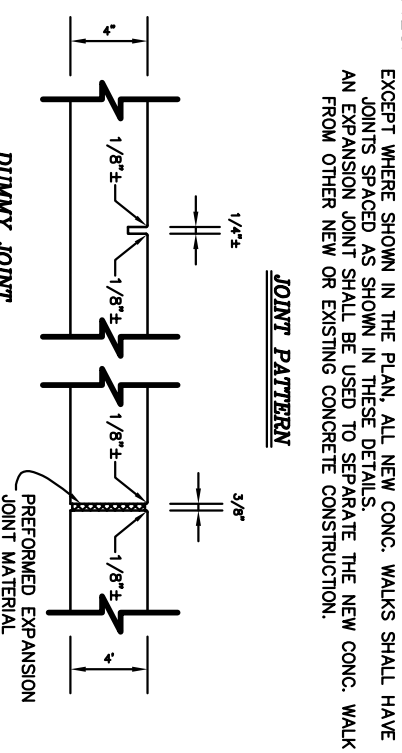 EXCEPT WHERE SHOWN IN THE PLAN, ALL NEW CONC. WALKS SHALL HAVE
JOINTS SPACED AS SHOWN IN THESE DETAILS.
AN EXPANSION JOINT SHALL BE USED TO SEPARATE THE NEW CONC. WALK
FROM OTHER NEW OR EXISTING CONCRETE CONSTRUCTION.
JOINT PATTERN
1/4"±
3/8"
4"
1/8"±
1/8"±
1/8"±
1/8"±
4'
PREFORMED EXPANSION
JOINT MATERIAL
DUMMY JOINT